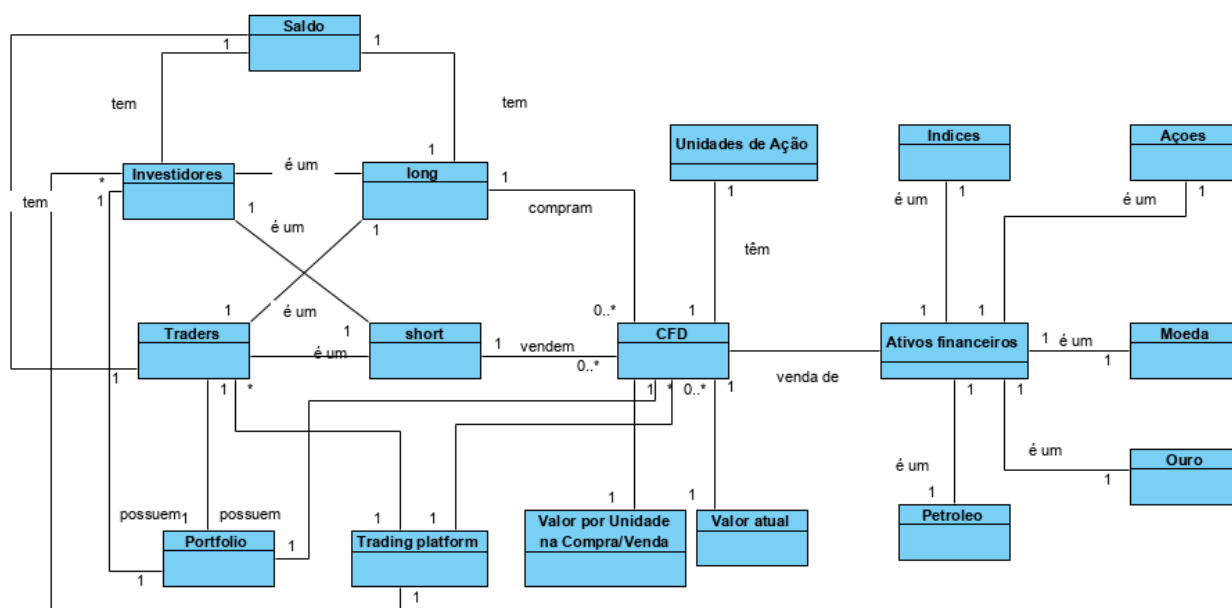 Saldo
1
1
tem
tem
Unidades de Ação
Indices
Açoes
1
Investidores
é um
long
*
1
1
1
1
1
tem
compram
é um
é um
1
é um
1
têm
1
é um
0..*
1
1
1
1
Traders
short
CFD
Ativos financeiros
Moeda
é um
1
vendem
0..*
venda de
1
é um
1
1
1
*
1
*
0..*
1
1
1
é um
Ouro
1
é um
possuem
1
possuem
1
1
1
1
1
Petroleo
Portfolio
1
Trading platform
Valor por Unidade
na Compra/Venda
Valor atual
1